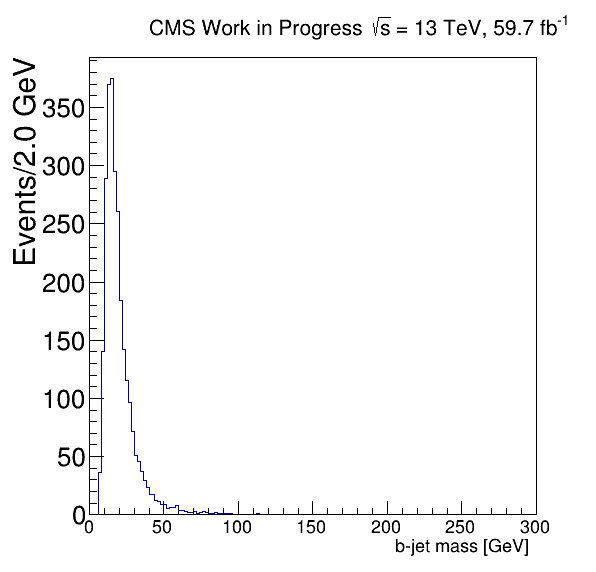 CMS Work in Progress √s = 13 TeV, 59.7 fb⁻¹
Events/2.0 GeV
350
300
250
200
150
100
50
0
0 50 100 150 200 250 300
b-jet mass [GeV]